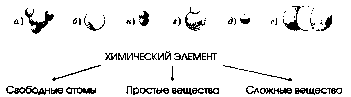 а) б) в) г) д) е)
ХИМИЧЕСКИЙ ЭЛЕМЕНТ
Свободные атомы Простые вещества Сложные вещества